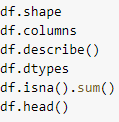 df.shape
df.columns
df.describe()
df.dtypes
df.isna().sum()
df.head()